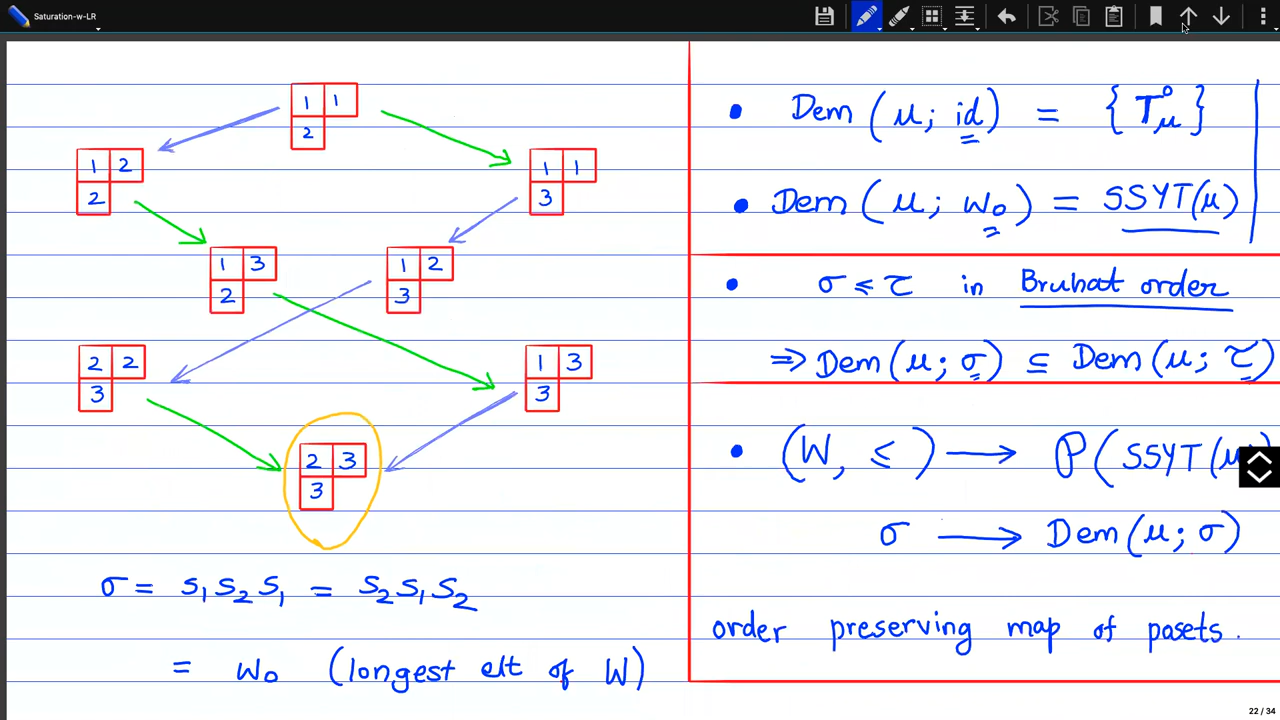 Saturation-w-LR
1 1
2
1 2
2
1 1
3
1 3
2
1 2
3
2 2
3
1 3
3
2 3
3
σ = s₁s₂s₁ = s₂s₁s₂
= w₀ (longest elt of W)
• Dem (μ; id) = {T⁰_μ}
• Dem (μ; w₀) = SSYT(μ)
• σ ⩽ τ in Bruhat order
⇒ Dem (μ; σ) ⊆ Dem (μ; τ)
• (W, ≤) ⟶ P(SSYT(μ)
σ ⟶ Dem(μ; σ)
order preserving map of posets.
22 / 34